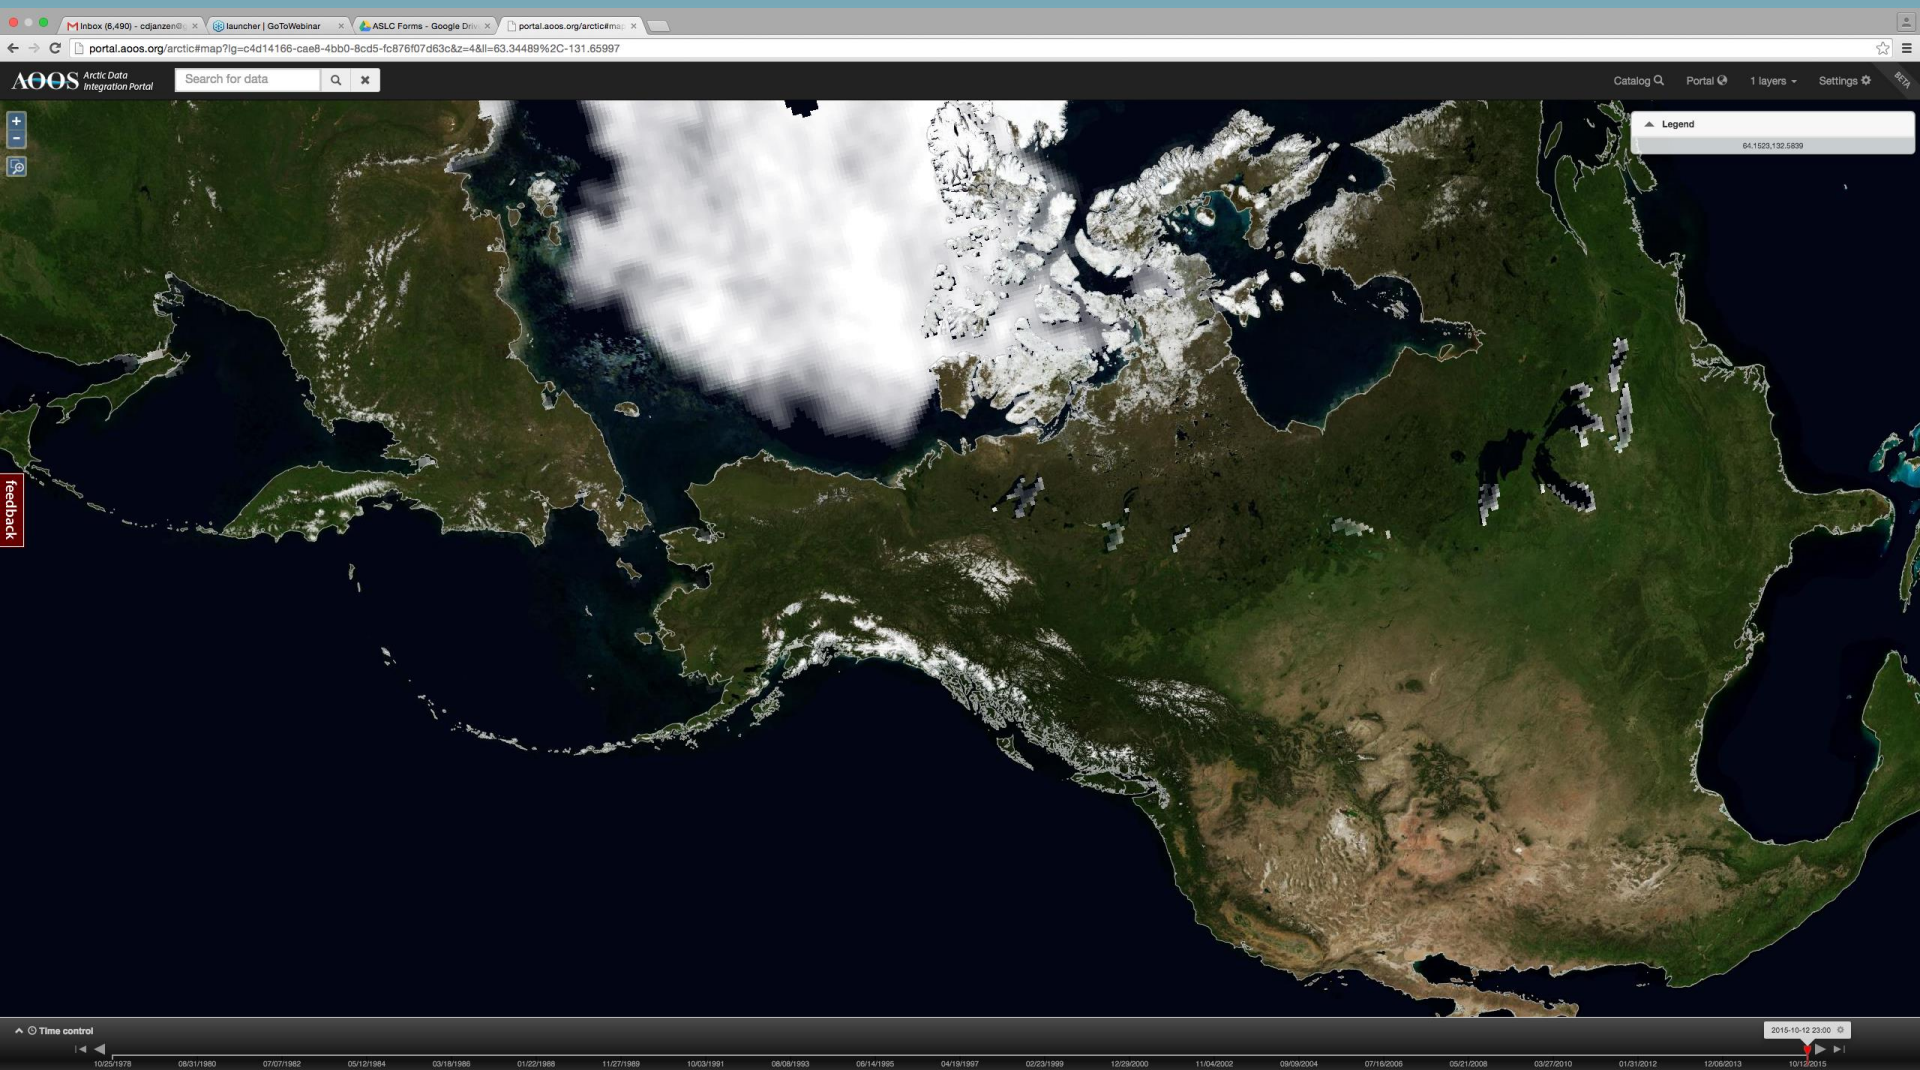 Inbox (6,490) - cdjanzen@
launcher | GoToWebinar
ASLC Forms - Google Driv
portal.aoos.org/arctic#map
portal.aoos.org/arctic#map?lg=c4d14166-cae8-4bb0-8cd5-fc876f07d63c&z=4&ll=63.34489%2C-131.65997
AOOS Arctic Data
Integration Portal
Search for data
Catalog
Portal
1 layers
Settings
BETA
Legend
64.1523,132.5839
feedback
Time control
2015-10-12 23:00
10/25/1978 08/31/1980 07/07/1982 05/12/1984 03/18/1986 01/22/1988 11/27/1989 10/03/1991 08/08/1993 06/14/1995 04/19/1997 02/23/1999 12/29/2000 11/04/2002 09/09/2004 07/16/2006 05/21/2008 03/27/2010 01/31/2012 12/06/2013 10/12/2015